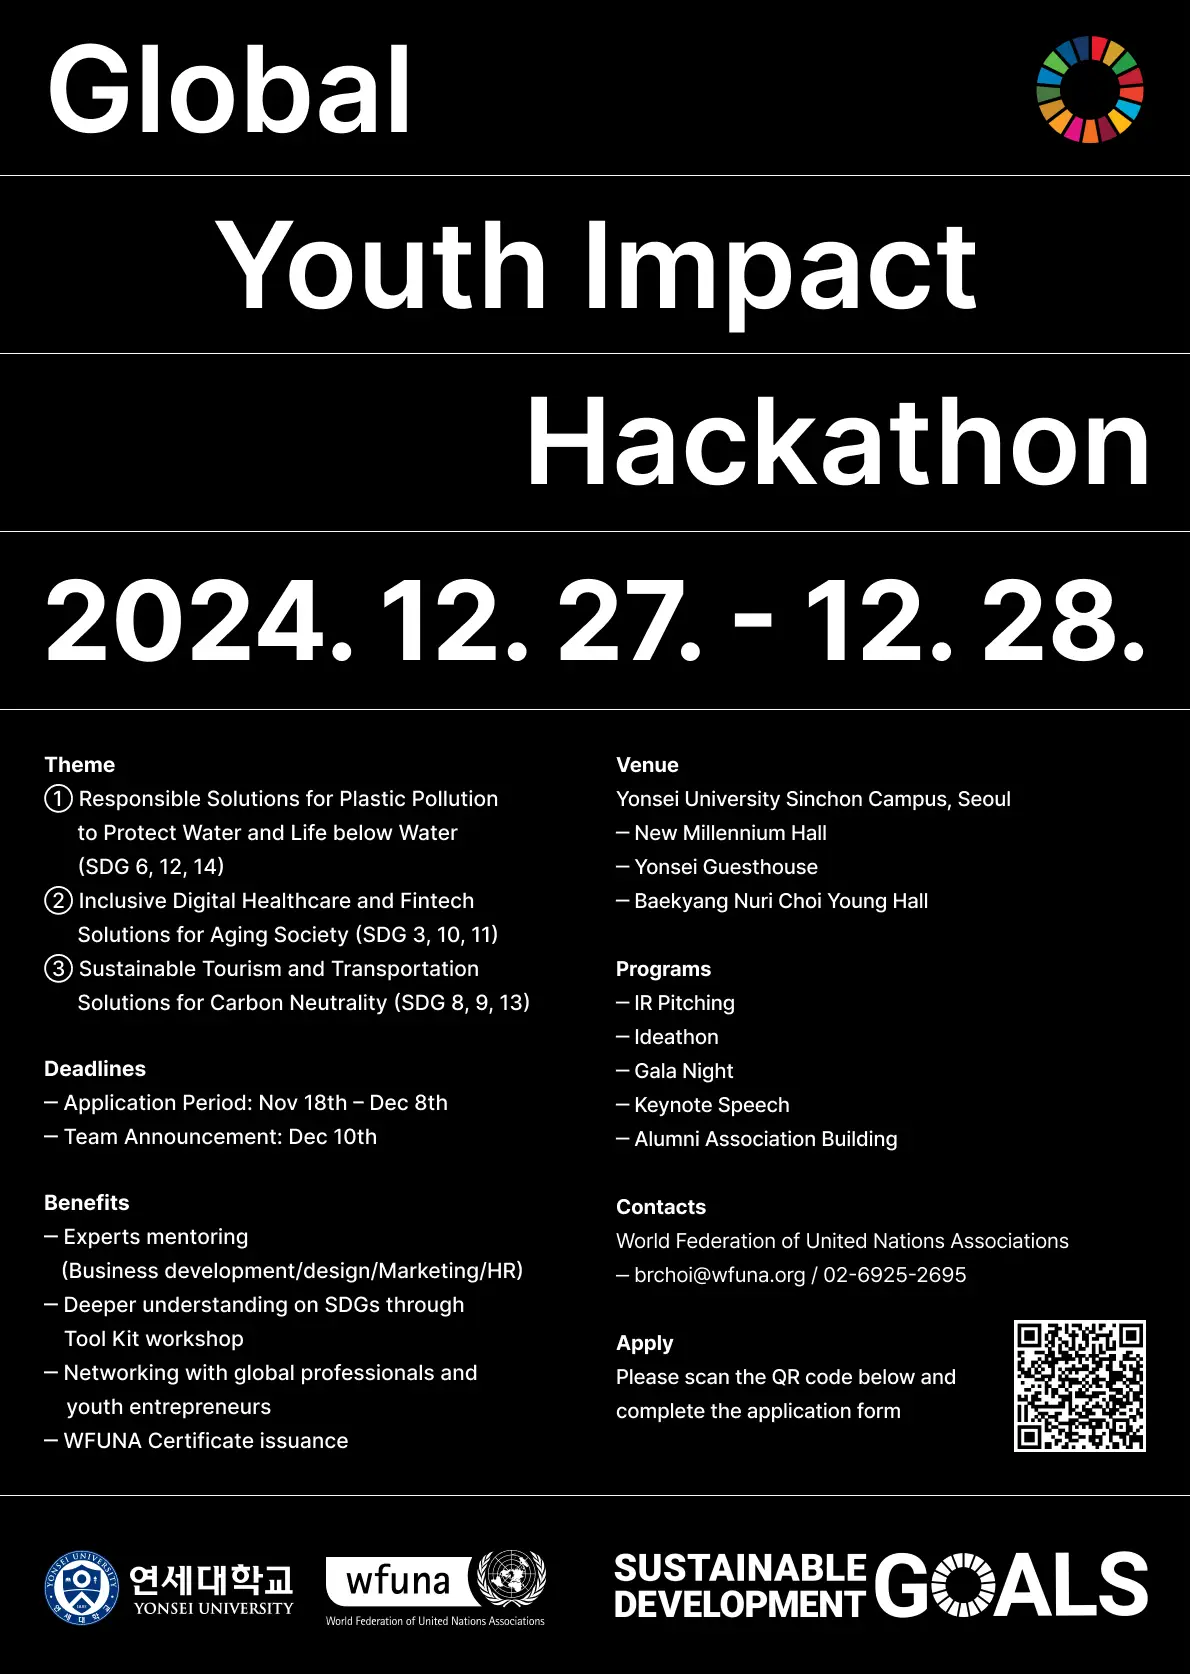 Global
Youth Impact
Hackathon
2024. 12. 27. - 12. 28.
Theme
① Responsible Solutions for Plastic Pollution
to Protect Water and Life below Water
(SDG 6, 12, 14)
② Inclusive Digital Healthcare and Fintech
Solutions for Aging Society (SDG 3, 10, 11)
③ Sustainable Tourism and Transportation
Solutions for Carbon Neutrality (SDG 8, 9, 13)
Deadlines
– Application Period: Nov 18th – Dec 8th
– Team Announcement: Dec 10th
Benefits
– Experts mentoring
(Business development/design/Marketing/HR)
– Deeper understanding on SDGs through
Tool Kit workshop
– Networking with global professionals and
youth entrepreneurs
– WFUNA Certificate issuance
Venue
Yonsei University Sinchon Campus, Seoul
– New Millennium Hall
– Yonsei Guesthouse
– Baekyang Nuri Choi Young Hall
Programs
– IR Pitching
– Ideathon
– Gala Night
– Keynote Speech
– Alumni Association Building
Contacts
World Federation of United Nations Associations
– brchoi@wfuna.org / 02-6925-2695
Apply
Please scan the QR code below and
complete the application form
YONSEI UNIVERSITY
연세대학교
연세대학교
YONSEI UNIVERSITY
wfuna
World Federation of United Nations Associations
SUSTAINABLE
DEVELOPMENT
GOALS